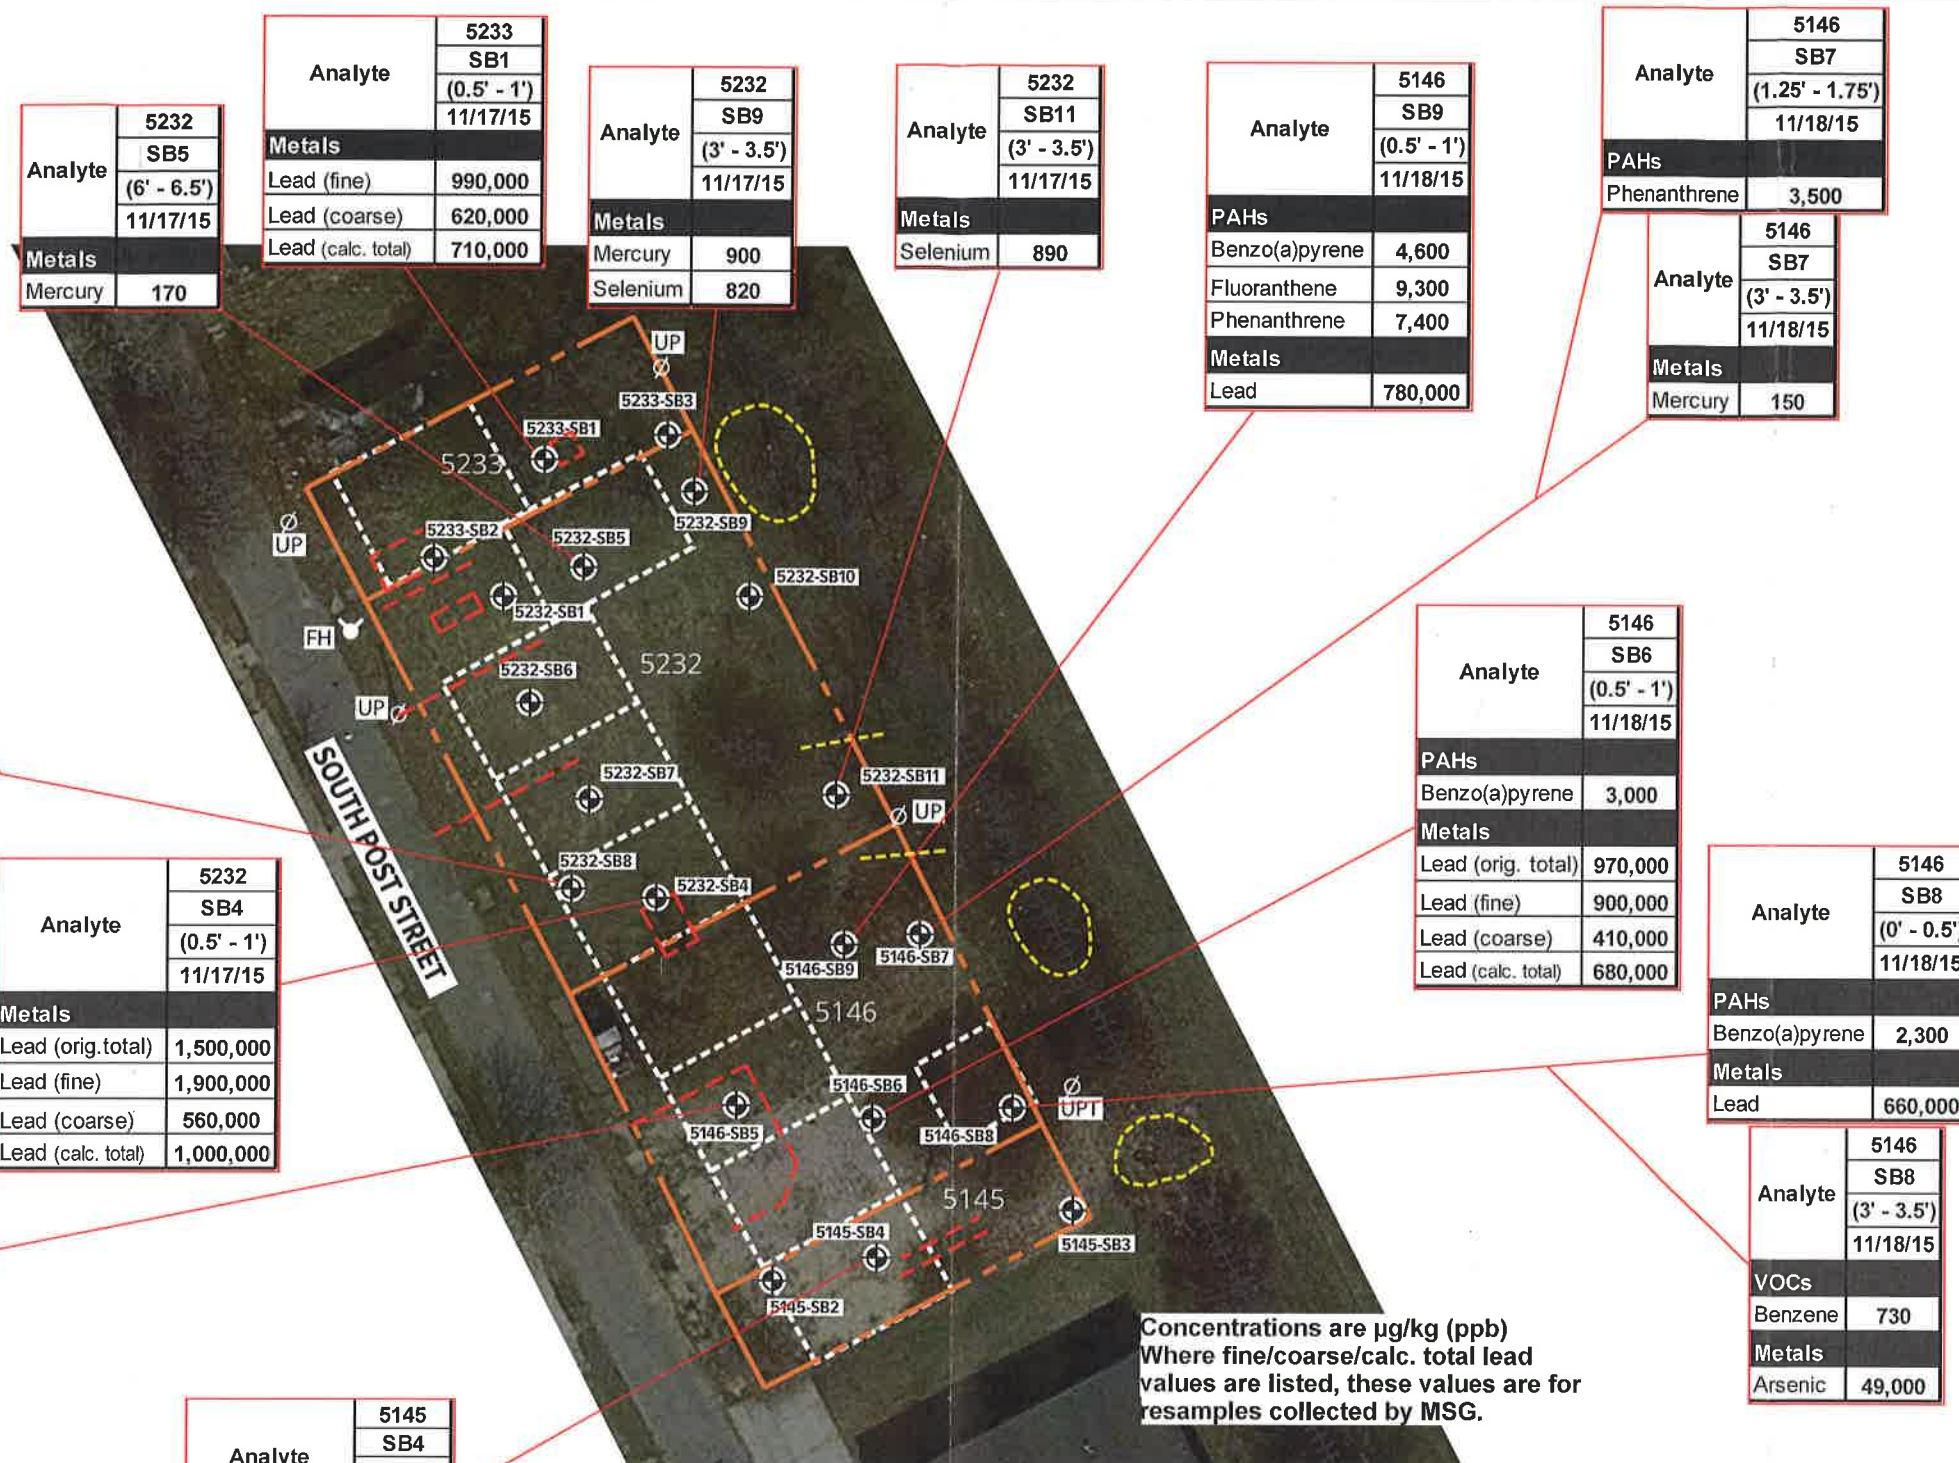 Analyte 5232
SB5
(6' - 6.5')
11/17/15
Metals
Mercury 170
Analyte 5233
SB1
(0.5' - 1')
11/17/15
Metals
Lead (fine) 990,000
Lead (coarse) 620,000
Lead (calc. total) 710,000
Analyte 5232
SB9
(3' - 3.5')
11/17/15
Metals
Mercury 900
Selenium 820
Analyte 5232
SB11
(3' - 3.5')
11/17/15
Metals
Selenium 890
Analyte 5146
SB9
(0.5' - 1')
11/18/15
PAHs
Benzo(a)pyrene 4,600
Fluoranthene 9,300
Phenanthrene 7,400
Metals
Lead 780,000
Analyte 5146
SB7
(1.25' - 1.75')
11/18/15
PAHs
Phenanthrene 3,500
Analyte 5146
SB7
(3' - 3.5')
11/18/15
Metals
Mercury 150
UP
5233-SB3
5233-SB1
5233
5232-SB9
UP
5233-SB2
5232-SB5
5232-SB10
5232-SB1
FH
5232-SB6
5232
UP
SOUTH POST STREET
5232-SB7
5232-SB11
UP
5232-SB8
5232-SB4
5146-SB9
5146-SB7
5146
5146-SB6
5146-SB5
5146-SB8
UPT
5145
5145-SB4
5145-SB3
5145-SB2
Analyte 5146
SB6
(0.5' - 1')
11/18/15
PAHs
Benzo(a)pyrene 3,000
Metals
Lead (orig. total) 970,000
Lead (fine) 900,000
Lead (coarse) 410,000
Lead (calc. total) 680,000
Analyte 5232
SB4
(0.5' - 1')
11/17/15
Metals
Lead (orig.total) 1,500,000
Lead (fine) 1,900,000
Lead (coarse) 560,000
Lead (calc. total) 1,000,000
Analyte 5146
SB8
(0' - 0.5'
11/18/15
PAHs
Benzo(a)pyrene 2,300
Metals
Lead 660,000
Analyte 5146
SB8
(3' - 3.5')
11/18/15
VOCs
Benzene 730
Metals
Arsenic 49,000
Concentrations are µg/kg (ppb)
Where fine/coarse/calc. total lead
values are listed, these values are for
resamples collected by MSG.
Analyte 5145
SB4